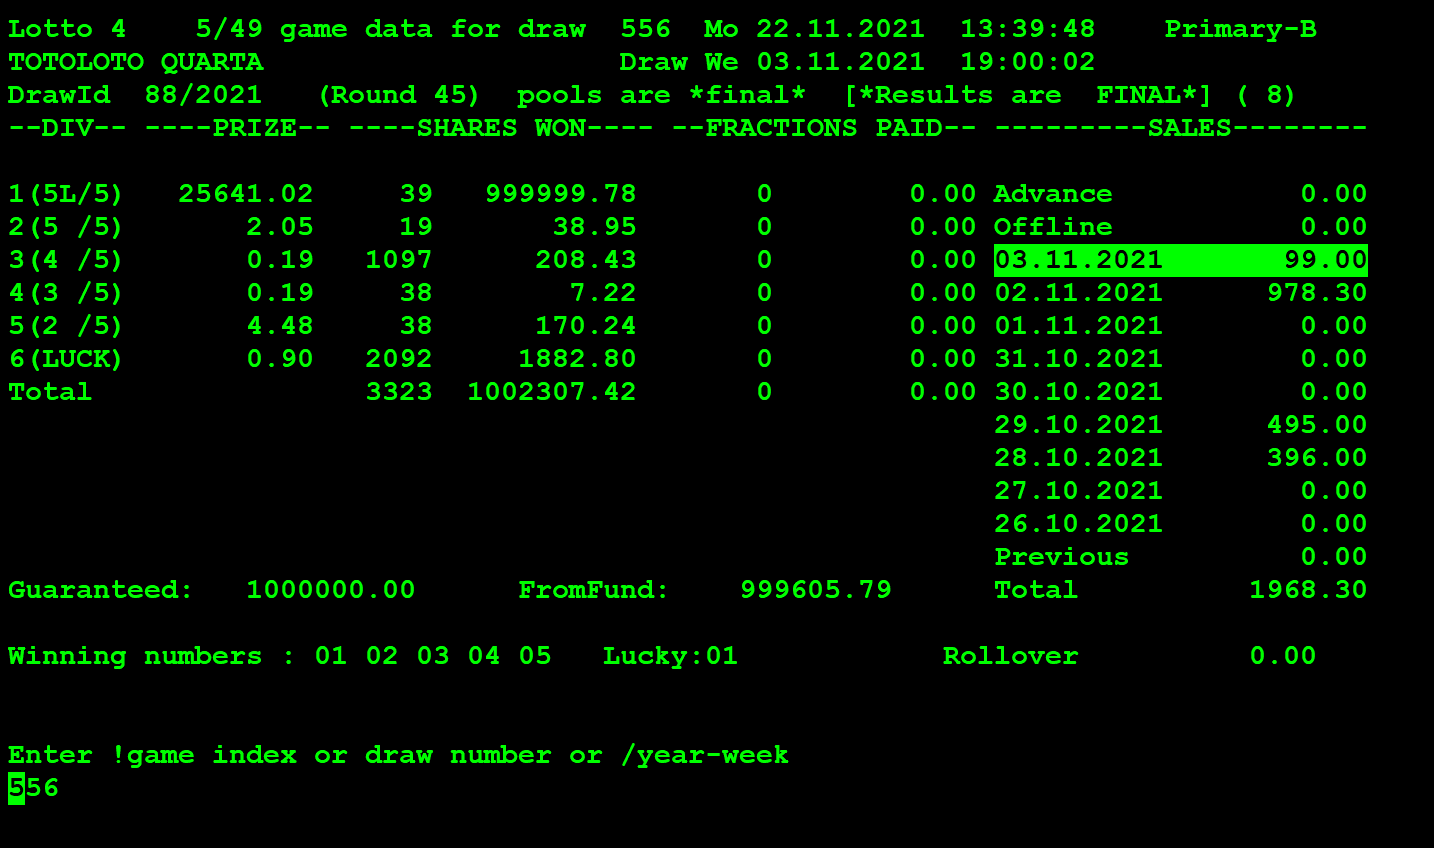 Lotto 4    5/49 game data for draw  556  Mo 22.11.2021  13:39:48    Primary-B
TOTOLOTO QUARTA                     Draw We 03.11.2021  19:00:02
DrawId  88/2021   (Round 45)  pools are *final*  [*Results are  FINAL*] ( 8)
--DIV-- ----PRIZE-- ----SHARES WON---- --FRACTIONS PAID-- ---------SALES--------
1(5L/5)   25641.02     39   999999.78       0        0.00 Advance           0.00
2(5 /5)       2.05     19       38.95       0        0.00 Offline           0.00
3(4 /5)       0.19   1097      208.43       0        0.00 03.11.2021       99.00
4(3 /5)       0.19     38        7.22       0        0.00 02.11.2021      978.30
5(2 /5)       4.48     38      170.24       0        0.00 01.11.2021        0.00
6(LUCK)       0.90   2092     1882.80       0        0.00 31.10.2021        0.00
Total                3323  1002307.42       0        0.00 30.10.2021        0.00
29.10.2021      495.00
28.10.2021      396.00
27.10.2021        0.00
26.10.2021        0.00
Previous          0.00
Guaranteed:   1000000.00      FromFund:    999605.79      Total          1968.30
Winning numbers : 01 02 03 04 05   Lucky:01            Rollover          0.00
Enter !game index or draw number or /year-week
556